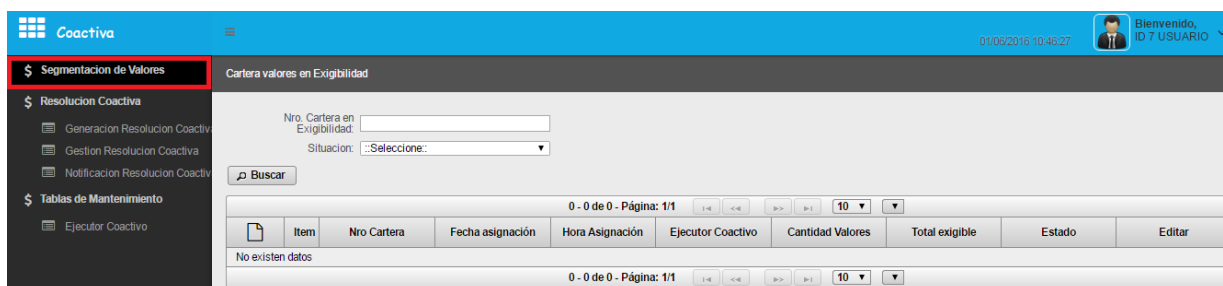 Coactiva
01/06/2016 10:46:27
Bienvenido,
ID 7 USUARIO
$ Segmentacion de Valores
$ Resolucion Coactiva
Generacion Resolucion Coactiva
Gestion Resolucion Coactiva
Notificacion Resolucion Coactiv
$ Tablas de Mantenimiento
Ejecutor Coactivo
Cartera valores en Exigibilidad
Nro. Cartera en
Exigibilidad:
Situacion: ::Seleccione::
Buscar
0 - 0 de 0 - Página: 1/1 |-< << >> >-| 10
Item Nro Cartera Fecha asignación Hora Asignación Ejecutor Coactivo Cantidad Valores Total exigible Estado Editar
No existen datos
0 - 0 de 0 - Página: 1/1 |-< << >> >-| 10